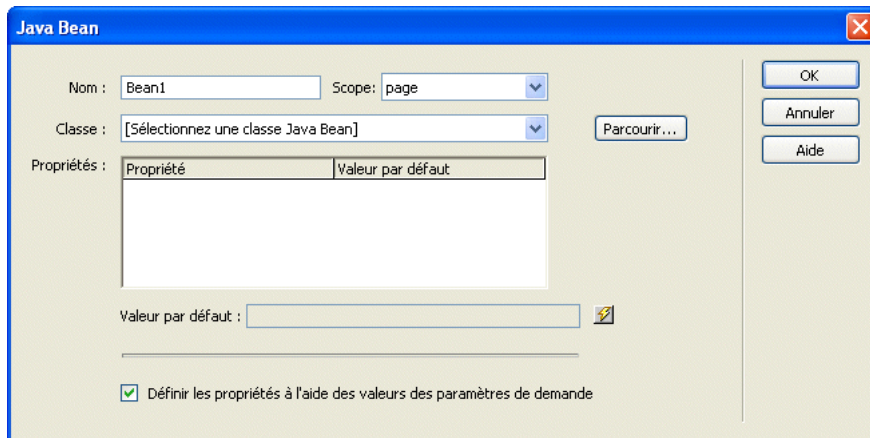 Java Bean
Nom : Bean1 Scope: page
OK
Classe : [Sélectionnez une classe Java Bean] Parcourir...
Annuler
Aide
Propriétés : Propriété Valeur par défaut
Valeur par défaut :
Définir les propriétés à l'aide des valeurs des paramètres de demande